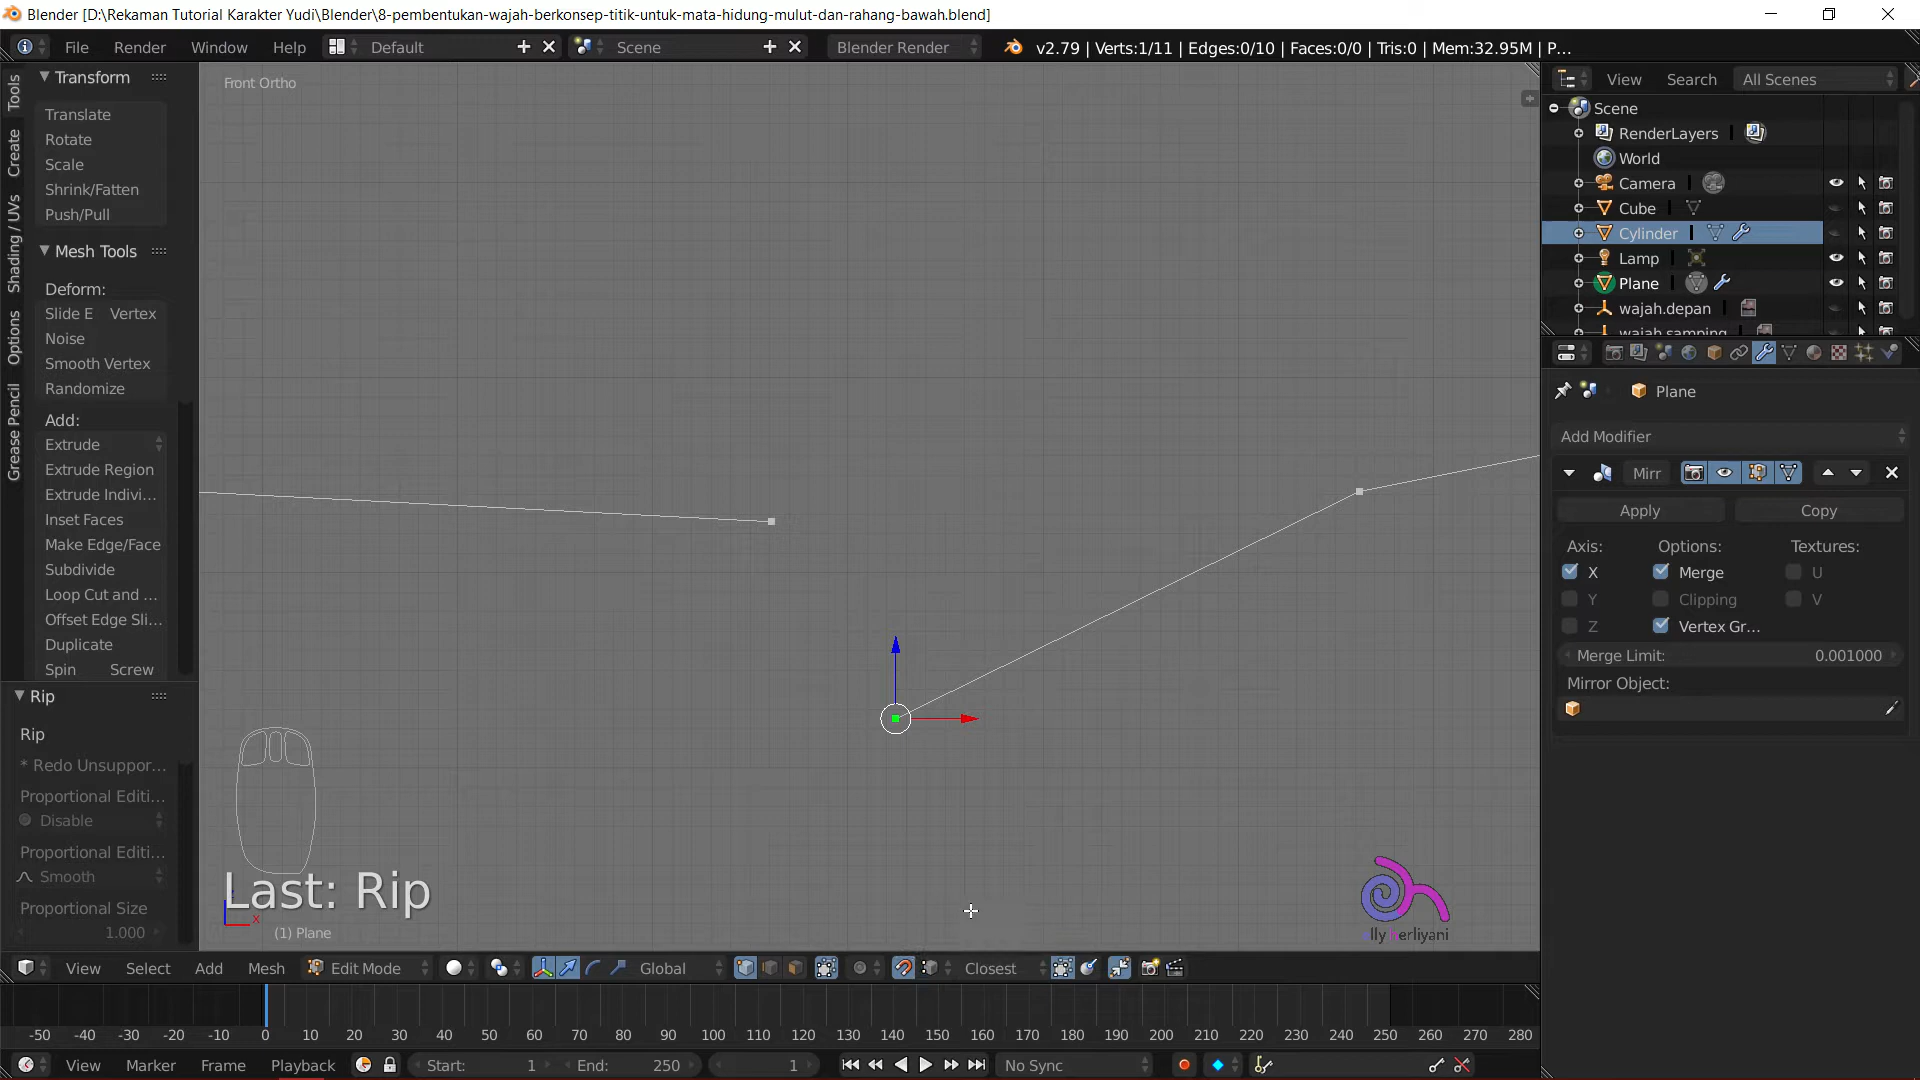 Blender [D:\Rekaman Tutorial Karakter Yudi\Blender\8-pembentukan-wajah-berkonsep-titik-untuk-mata-hidung-mulut-dan-rahang-bawah.blend]
File Render Window Help Default Scene Blender Render v2.79 | Verts:1/11 | Edges:0/10 | Faces:0/0 | Tris:0 | Mem:32.95M | P...
Tools
Create
Shading / UVs
Options
Grease Pencil
Transform
Translate
Rotate
Scale
Shrink/Fatten
Push/Pull
Mesh Tools
Deform:
Slide E Vertex
Noise
Smooth Vertex
Randomize
Add:
Extrude
Extrude Region
Extrude Indivi...
Inset Faces
Make Edge/Face
Subdivide
Loop Cut and ...
Offset Edge Sli...
Duplicate
Spin Screw
Rip
Rip
* Redo Unsuppor...
Proportional Editi...
Disable
Proportional Editi...
Smooth
Proportional Size
1.000
Front Ortho
Last: Rip
x
(1) Plane
lly herliyani
View Search All Scenes
Scene
RenderLayers
World
Camera
Cube
Cylinder
Lamp
Plane
wajah.depan
wajah.samping
Plane
Add Modifier
Mirr
Apply Copy
Axis: Options: Textures:
X Merge U
Y Clipping V
Z Vertex Gr...
Merge Limit: 0.001000
Mirror Object:
View Select Add Mesh Edit Mode Global Closest
-50 -40 -30 -20 -10 0 10 20 30 40 50 60 70 80 90 100 110 120 130 140 150 160 170 180 190 200 210 220 230 240 250 260 270 280
View Marker Frame Playback Start: 1 End: 250 1 No Sync